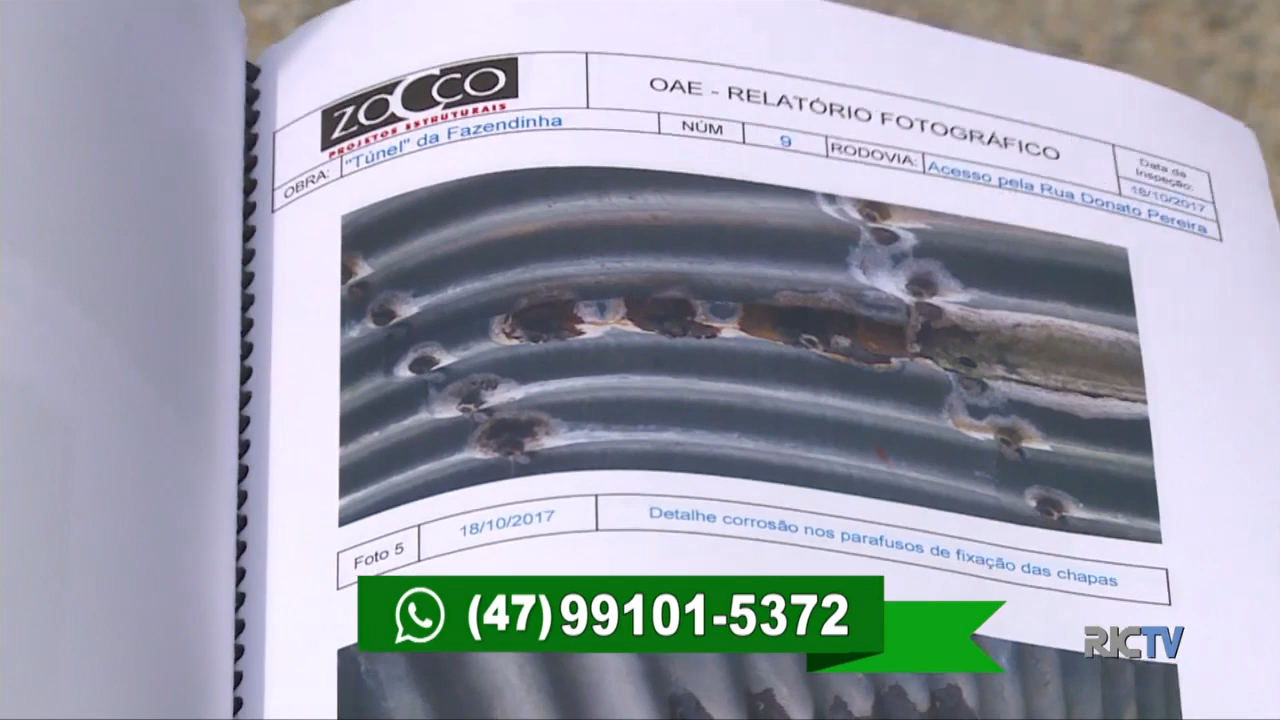 ZOCCO
PROJETOS ESTRUTURAIS
OAE - RELATÓRIO FOTOGRÁFICO
Data da Inspeção:
18/10/2017
OBRA: "Túnel" da Fazendinha NÚM 9 RODOVIA: Acesso pela Rua Donato Pereira
Foto 5 18/10/2017 Detalhe corrosão nos parafusos de fixação das chapas
(47) 99101-5372
RICTV